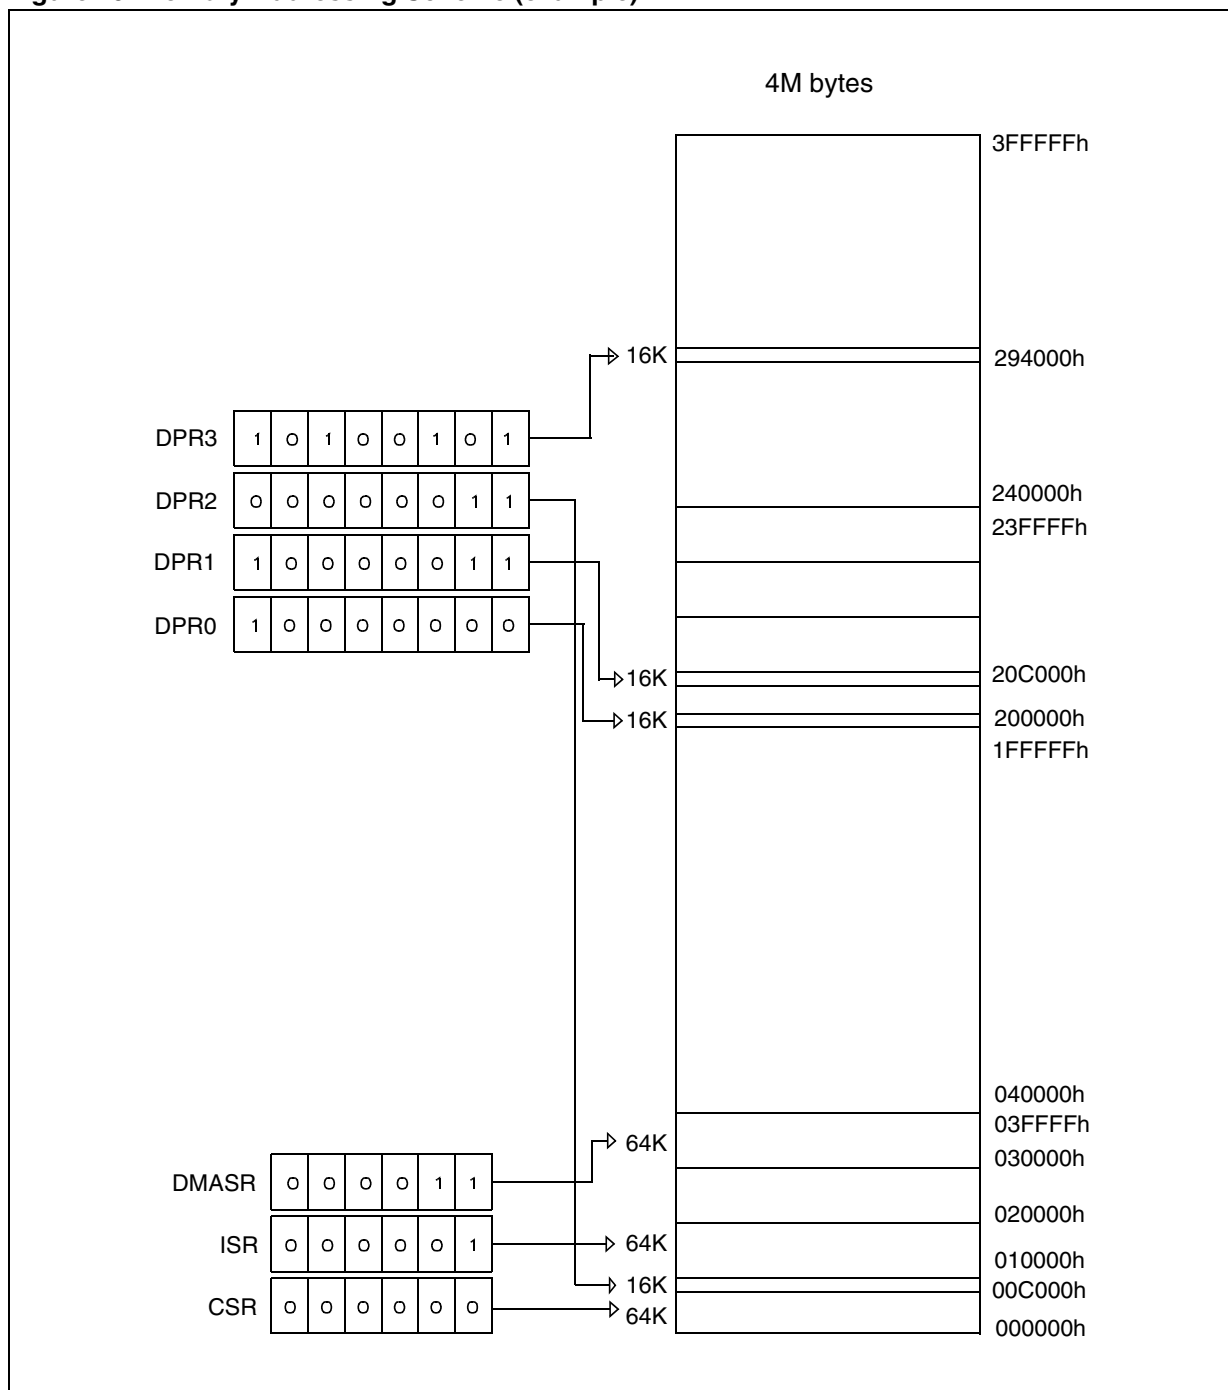 4M bytes
3FFFFFh
16K
294000h
DPR3 1 0 1 0 0 1 0 1
DPR2 0 0 0 0 0 0 1 1
240000h
23FFFFh
DPR1 1 0 0 0 0 0 1 1
DPR0 1 0 0 0 0 0 0 0
16K
20C000h
16K
200000h
1FFFFFh
040000h
03FFFFh
64K
030000h
DMASR 0 0 0 0 1 1
020000h
ISR 0 0 0 0 0 1
64K
010000h
16K
00C000h
CSR 0 0 0 0 0 0
64K
000000h